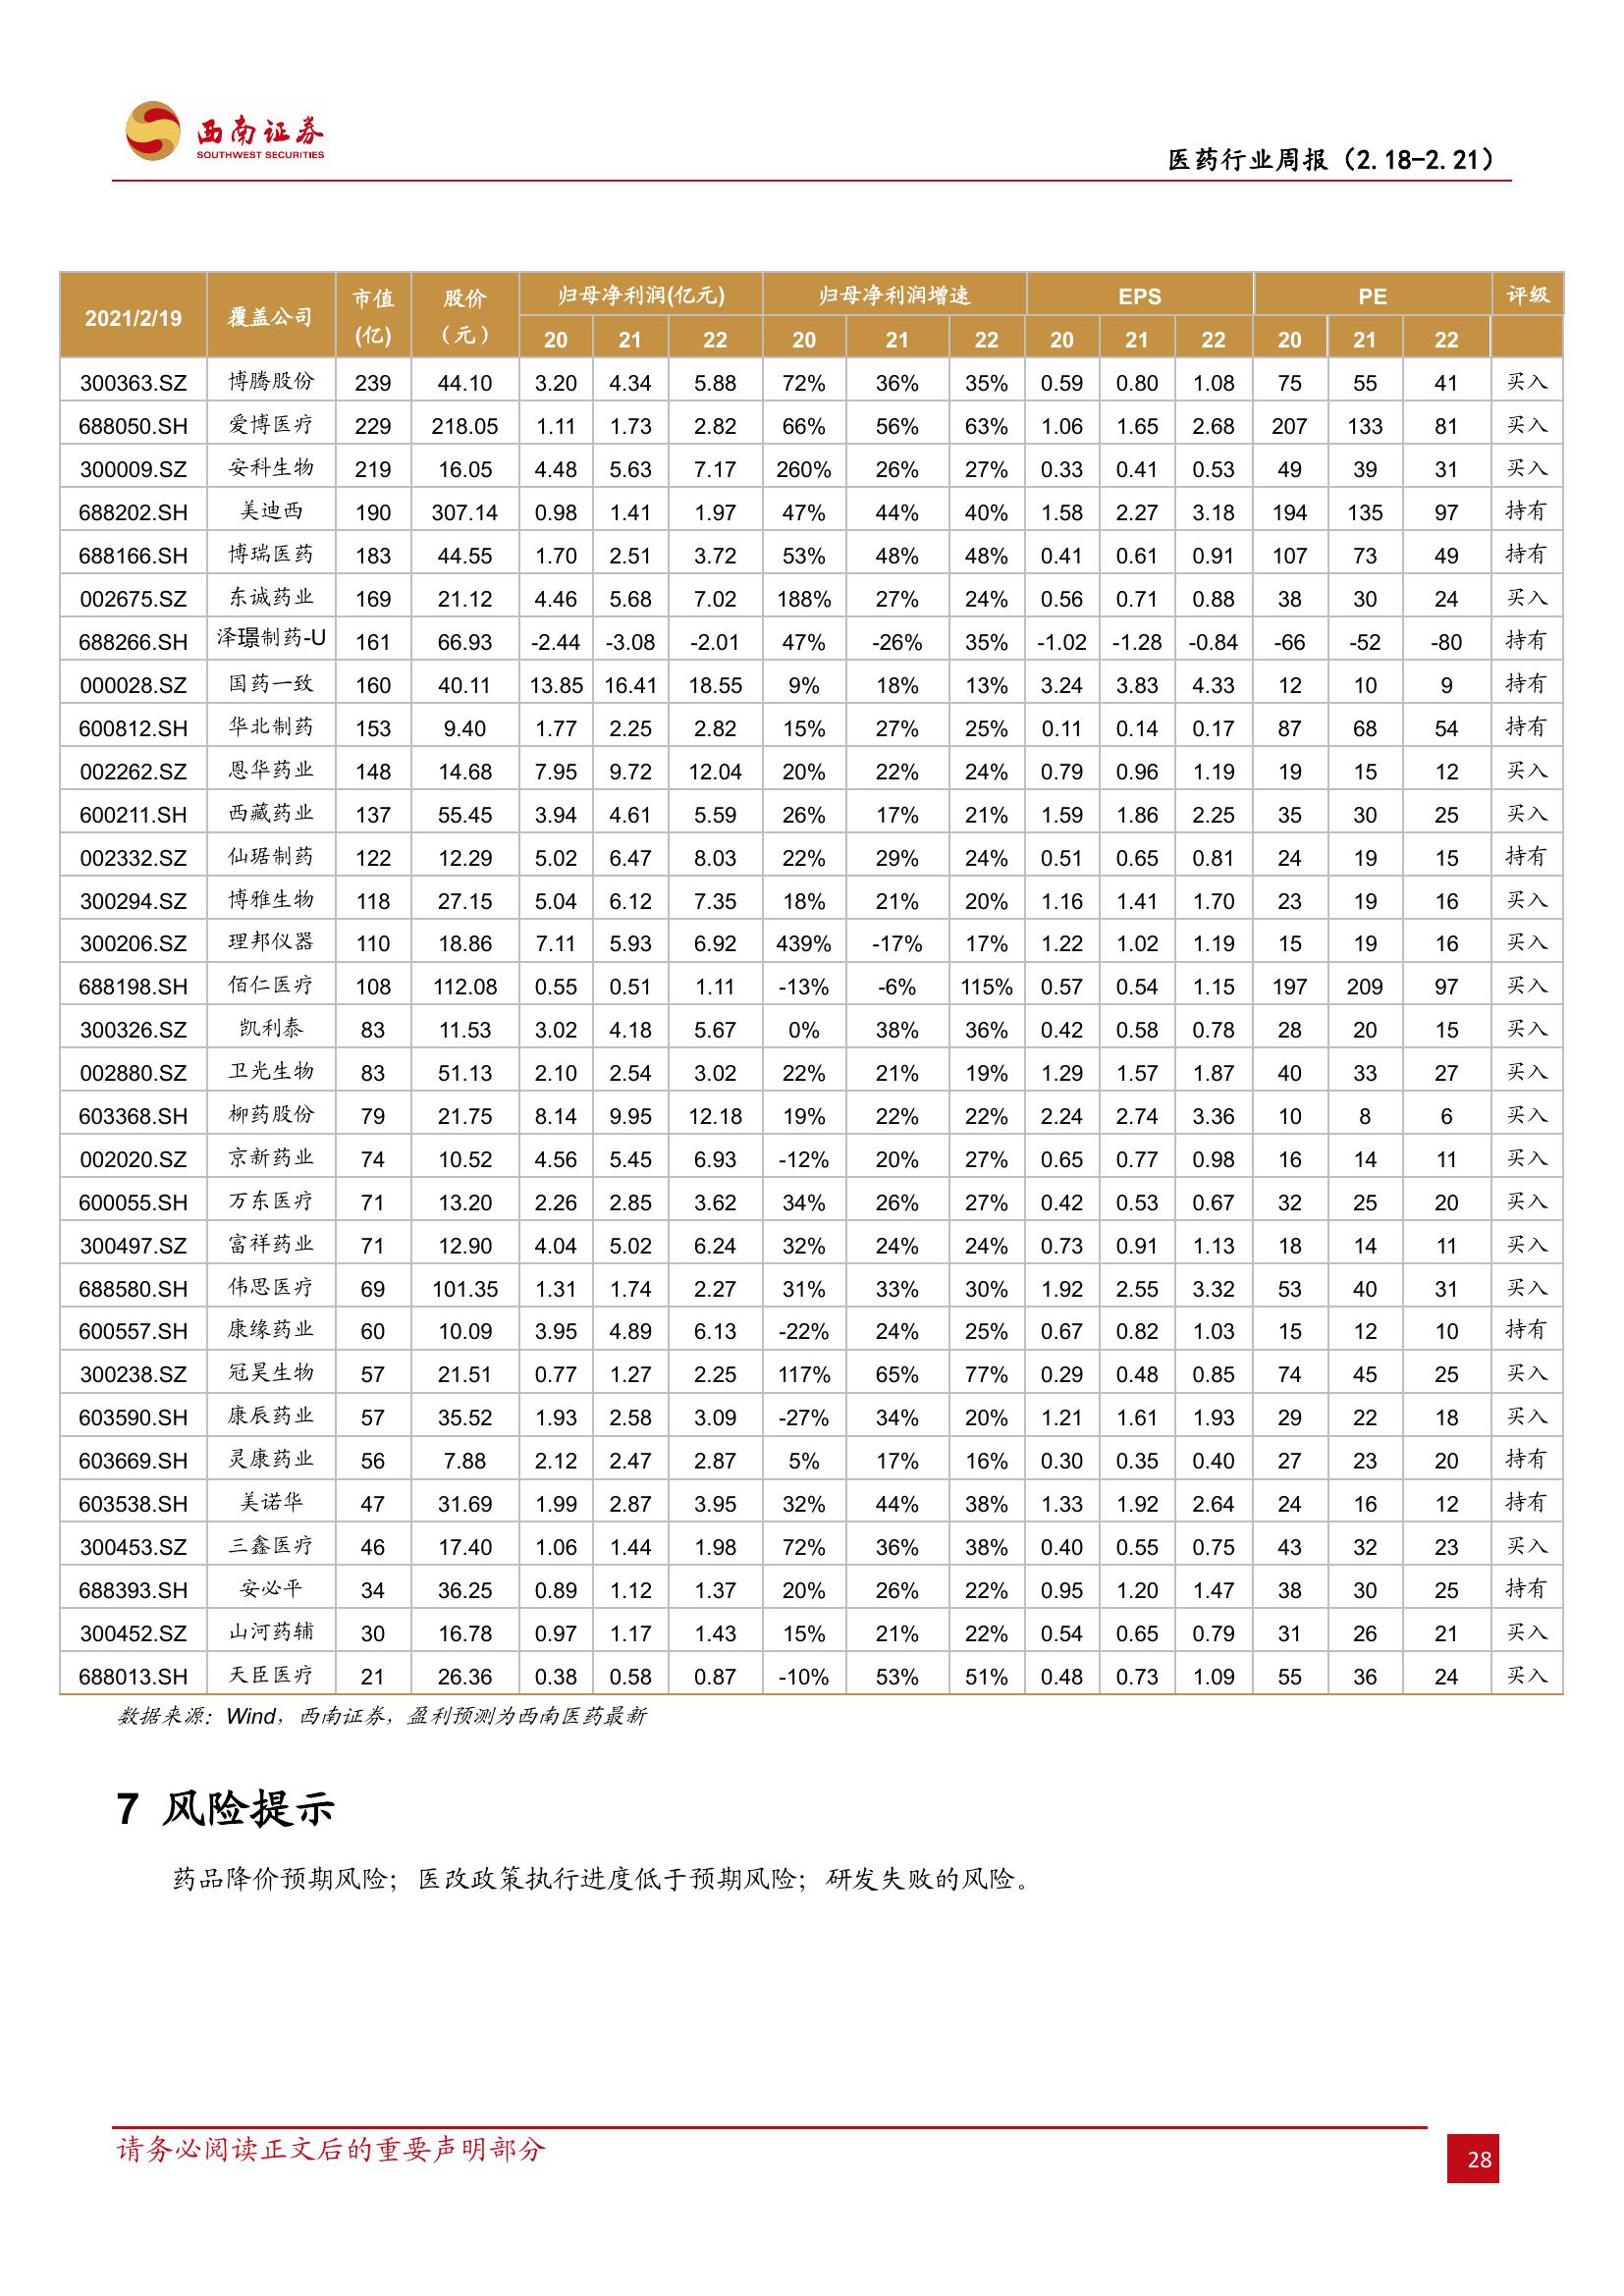 西南证券
SOUTHWEST SECURITIES
医药行业周报（2.18-2.21）
2021/2/19 覆盖公司 市值(亿) 股价（元） 归母净利润(亿元) 归母净利润增速 EPS PE 评级
20 21 22 20 21 22 20 21 22 20 21 22
300363.SZ 博腾股份 239 44.10 3.20 4.34 5.88 72% 36% 35% 0.59 0.80 1.08 75 55 41 买入
688050.SH 爱博医疗 229 218.05 1.11 1.73 2.82 66% 56% 63% 1.06 1.65 2.68 207 133 81 买入
300009.SZ 安科生物 219 16.05 4.48 5.63 7.17 260% 26% 27% 0.33 0.41 0.53 49 39 31 买入
688202.SH 美迪西 190 307.14 0.98 1.41 1.97 47% 44% 40% 1.58 2.27 3.18 194 135 97 持有
688166.SH 博瑞医药 183 44.55 1.70 2.51 3.72 53% 48% 48% 0.41 0.61 0.91 107 73 49 持有
002675.SZ 东诚药业 169 21.12 4.46 5.68 7.02 188% 27% 24% 0.56 0.71 0.88 38 30 24 买入
688266.SH 泽璟制药-U 161 66.93 -2.44 -3.08 -2.01 47% -26% 35% -1.02 -1.28 -0.84 -66 -52 -80 持有
000028.SZ 国药一致 160 40.11 13.85 16.41 18.55 9% 18% 13% 3.24 3.83 4.33 12 10 9 持有
600812.SH 华北制药 153 9.40 1.77 2.25 2.82 15% 27% 25% 0.11 0.14 0.17 87 68 54 持有
002262.SZ 恩华药业 148 14.68 7.95 9.72 12.04 20% 22% 24% 0.79 0.96 1.19 19 15 12 买入
600211.SH 西藏药业 137 55.45 3.94 4.61 5.59 26% 17% 21% 1.59 1.86 2.25 35 30 25 买入
002332.SZ 仙琚制药 122 12.29 5.02 6.47 8.03 22% 29% 24% 0.51 0.65 0.81 24 19 15 持有
300294.SZ 博雅生物 118 27.15 5.04 6.12 7.35 18% 21% 20% 1.16 1.41 1.70 23 19 16 买入
300206.SZ 理邦仪器 110 18.86 7.11 5.93 6.92 439% -17% 17% 1.22 1.02 1.19 15 19 16 买入
688198.SH 佰仁医疗 108 112.08 0.55 0.51 1.11 -13% -6% 115% 0.57 0.54 1.15 197 209 97 买入
300326.SZ 凯利泰 83 11.53 3.02 4.18 5.67 0% 38% 36% 0.42 0.58 0.78 28 20 15 买入
002880.SZ 卫光生物 83 51.13 2.10 2.54 3.02 22% 21% 19% 1.29 1.57 1.87 40 33 27 买入
603368.SH 柳药股份 79 21.75 8.14 9.95 12.18 19% 22% 22% 2.24 2.74 3.36 10 8 6 买入
002020.SZ 京新药业 74 10.52 4.56 5.45 6.93 -12% 20% 27% 0.65 0.77 0.98 16 14 11 买入
600055.SH 万东医疗 71 13.20 2.26 2.85 3.62 34% 26% 27% 0.42 0.53 0.67 32 25 20 买入
300497.SZ 富祥药业 71 12.90 4.04 5.02 6.24 32% 24% 24% 0.73 0.91 1.13 18 14 11 买入
688580.SH 伟思医疗 69 101.35 1.31 1.74 2.27 31% 33% 30% 1.92 2.55 3.32 53 40 31 买入
600557.SH 康缘药业 60 10.09 3.95 4.89 6.13 -22% 24% 25% 0.67 0.82 1.03 15 12 10 持有
300238.SZ 冠昊生物 57 21.51 0.77 1.27 2.25 117% 65% 77% 0.29 0.48 0.85 74 45 25 买入
603590.SH 康辰药业 57 35.52 1.93 2.58 3.09 -27% 34% 20% 1.21 1.61 1.93 29 22 18 买入
603669.SH 灵康药业 56 7.88 2.12 2.47 2.87 5% 17% 16% 0.30 0.35 0.40 27 23 20 持有
603538.SH 美诺华 47 31.69 1.99 2.87 3.95 32% 44% 38% 1.33 1.92 2.64 24 16 12 持有
300453.SZ 三鑫医疗 46 17.40 1.06 1.44 1.98 72% 36% 38% 0.40 0.55 0.75 43 32 23 买入
688393.SH 安必平 34 36.25 0.89 1.12 1.37 20% 26% 22% 0.95 1.20 1.47 38 30 25 持有
300452.SZ 山河药辅 30 16.78 0.97 1.17 1.43 15% 21% 22% 0.54 0.65 0.79 31 26 21 买入
688013.SH 天臣医疗 21 26.36 0.38 0.58 0.87 -10% 53% 51% 0.48 0.73 1.09 55 36 24 买入
数据来源：Wind，西南证券，盈利预测为西南医药最新
7 风险提示
药品降价预期风险；医改政策执行进度低于预期风险；研发失败的风险。
请务必阅读正文后的重要声明部分
28